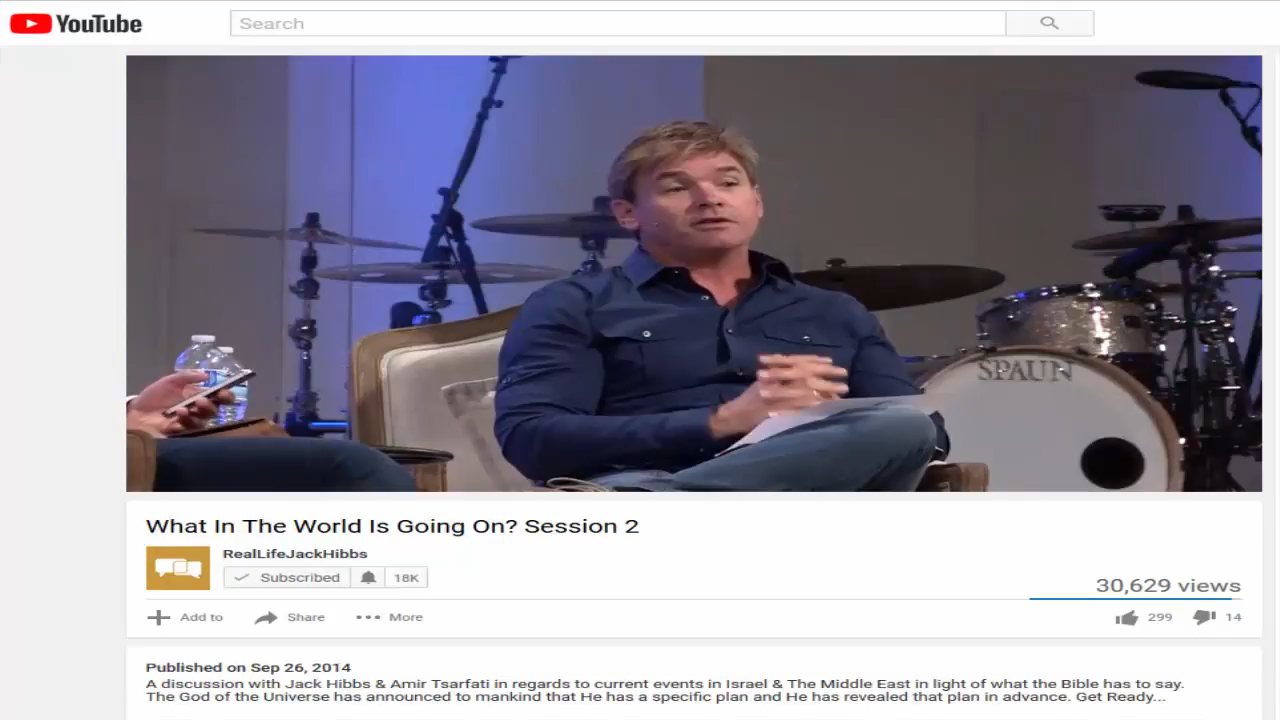 YouTube
Search
SPAUN
What In The World Is Going On? Session 2
RealLifeJackHibbs
Subscribed 18K
30,629 views
Add to Share More 299 14
Published on Sep 26, 2014
A discussion with Jack Hibbs & Amir Tsarfati in regards to current events in Israel & The Middle East in light of what the Bible has to say.
The God of the Universe has announced to mankind that He has a specific plan and He has revealed that plan in advance. Get Ready...